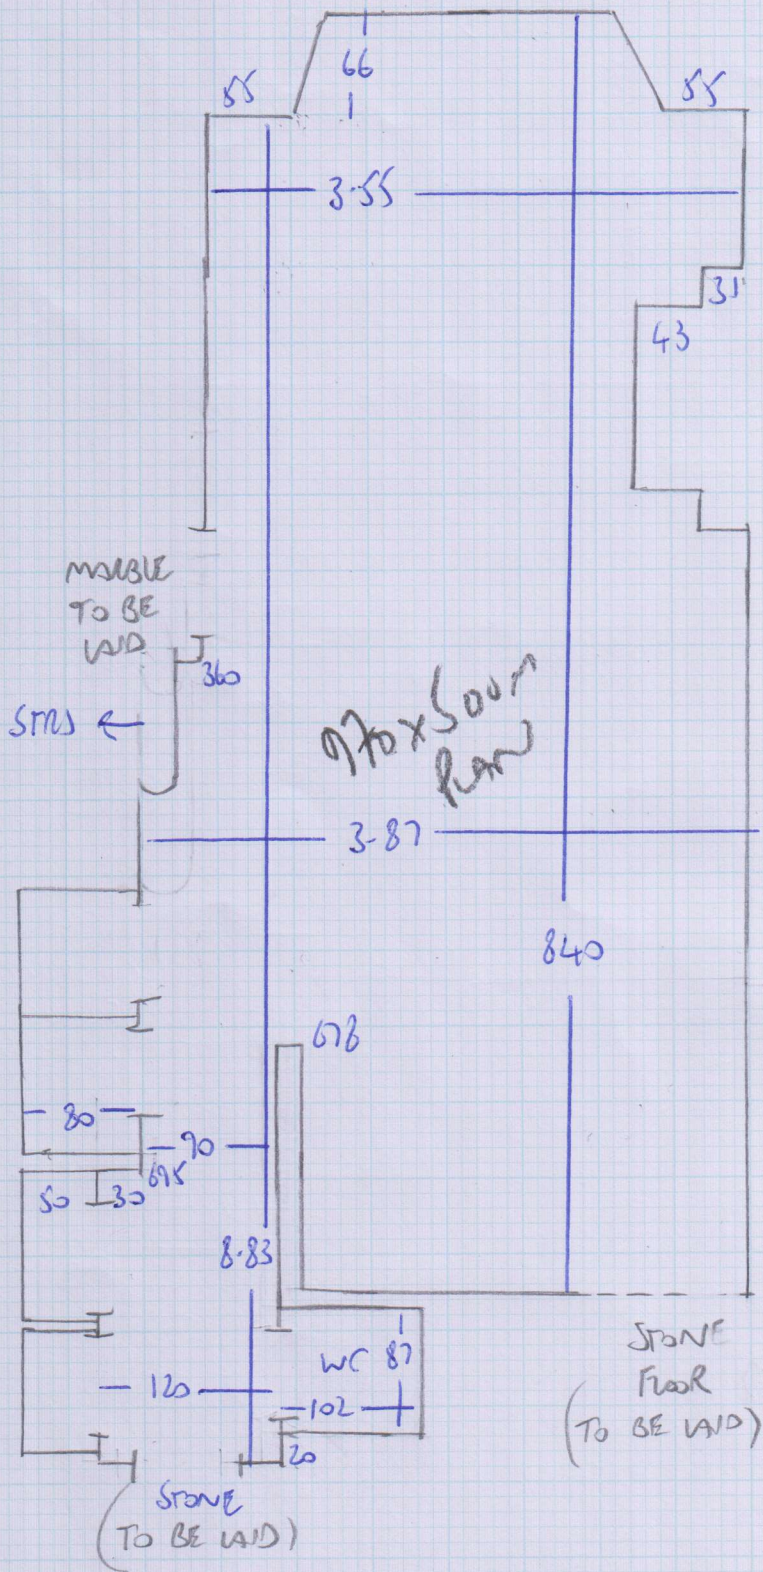 66
55
55
3·55
31
43
MARBLE
TO BE
LAID
360
STRS ←
970x500m
Plan
3-87
840
678
80
90
695
50
30
8·83
WC 87
120
102
20
STONE
FLOOR
(TO BE LAID)
STONE
(TO BE LAID)